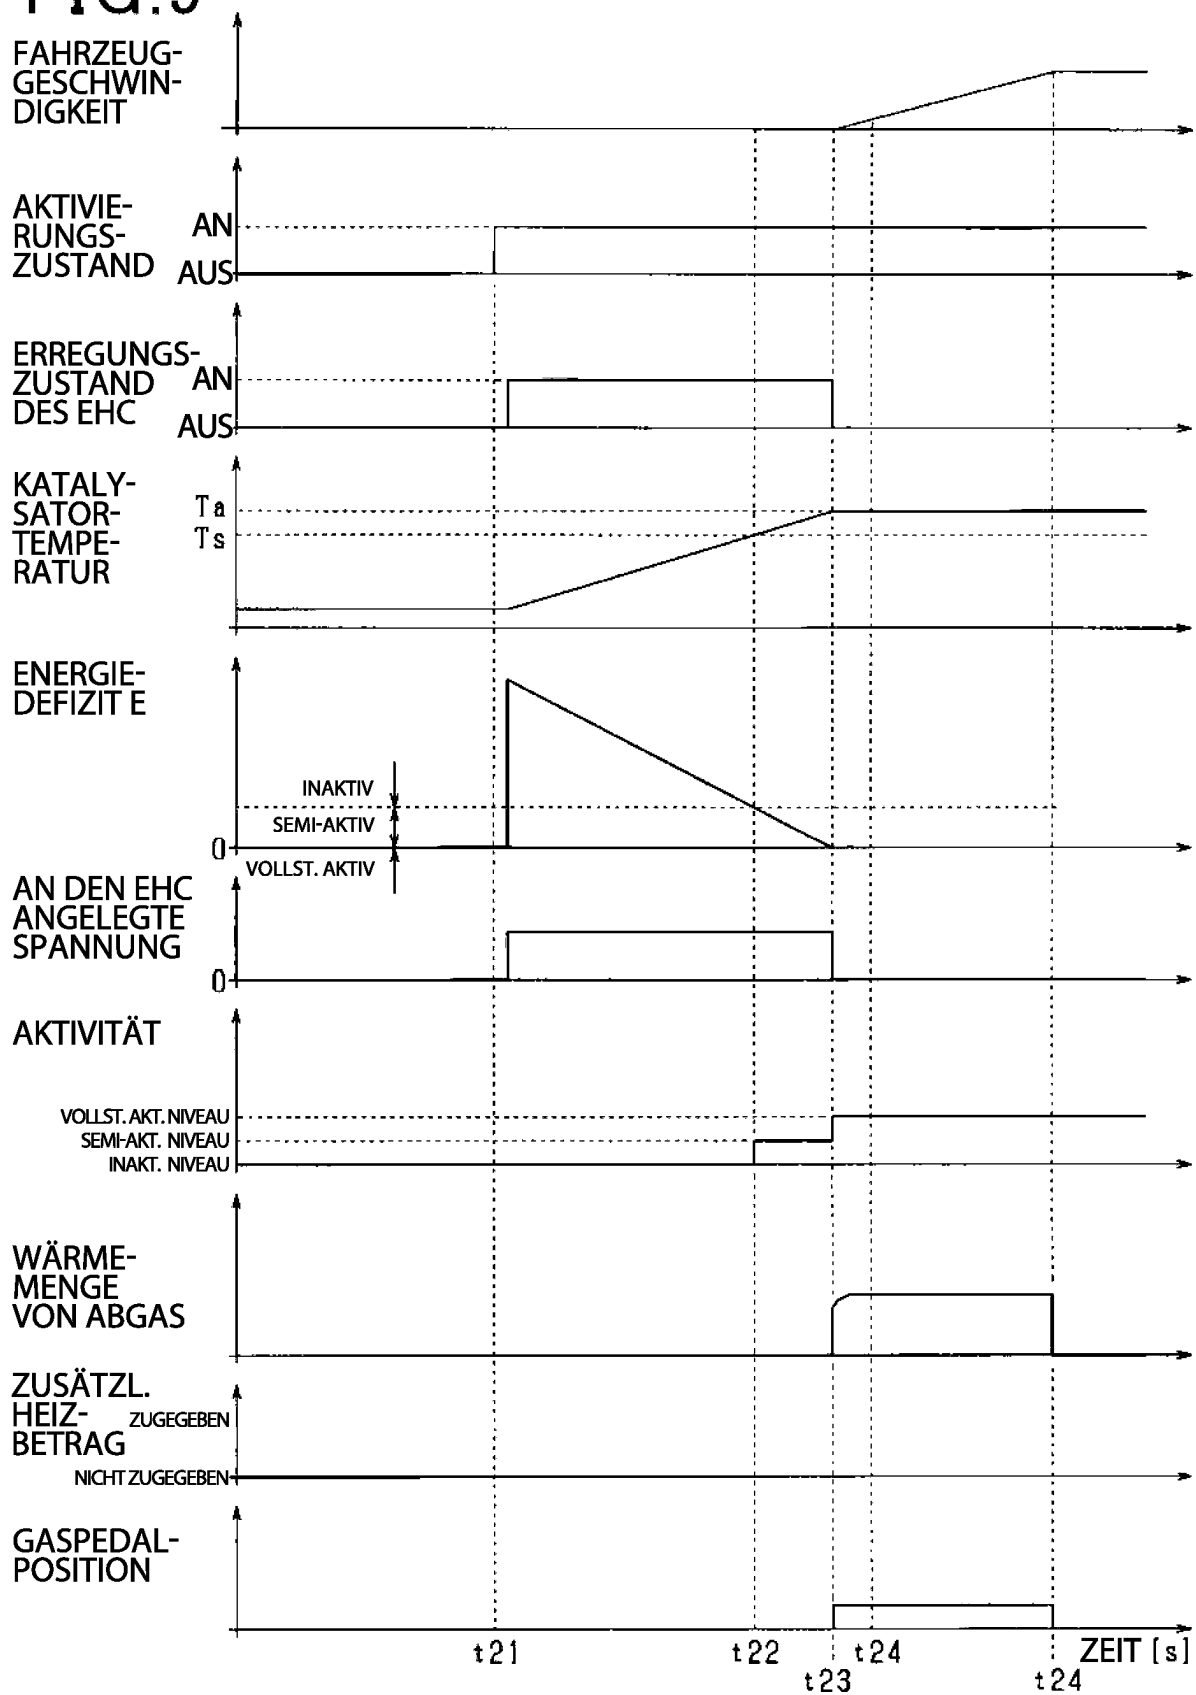 FAHRZEUG-
GESCHWIN-
DIGKEIT
AKTIVIE-
RUNGS-
ZUSTAND
AN
AUS
ERREGUNGS-
ZUSTAND
DES EHC
AN
AUS
KATALY-
SATOR-
TEMPE-
RATUR
Ta
Ts
ENERGIE-
DEFIZIT E
INAKTIV
SEMI-AKTIV
0
VOLLST. AKTIV
AN DEN EHC
ANGELEGTE
SPANNUNG
0
AKTIVITÄT
VOLLST. AKT. NIVEAU
SEMI-AKT. NIVEAU
INAKT. NIVEAU
WÄRME-
MENGE
VON ABGAS
ZUSÄTZL.
HEIZ-
BETRAG
ZUGEGEBEN
NICHT ZUGEGEBEN
GASPEDAL-
POSITION
t21
t22
t24
ZEIT [s]
t23
t24